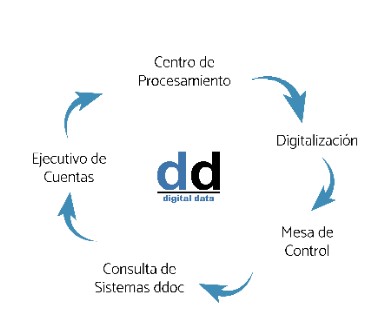 Centro de
Procesamiento
Digitalización
Mesa de
Control
Consulta de
Sistemas ddoc
Ejecutivo de
Cuentas
dd
digital data